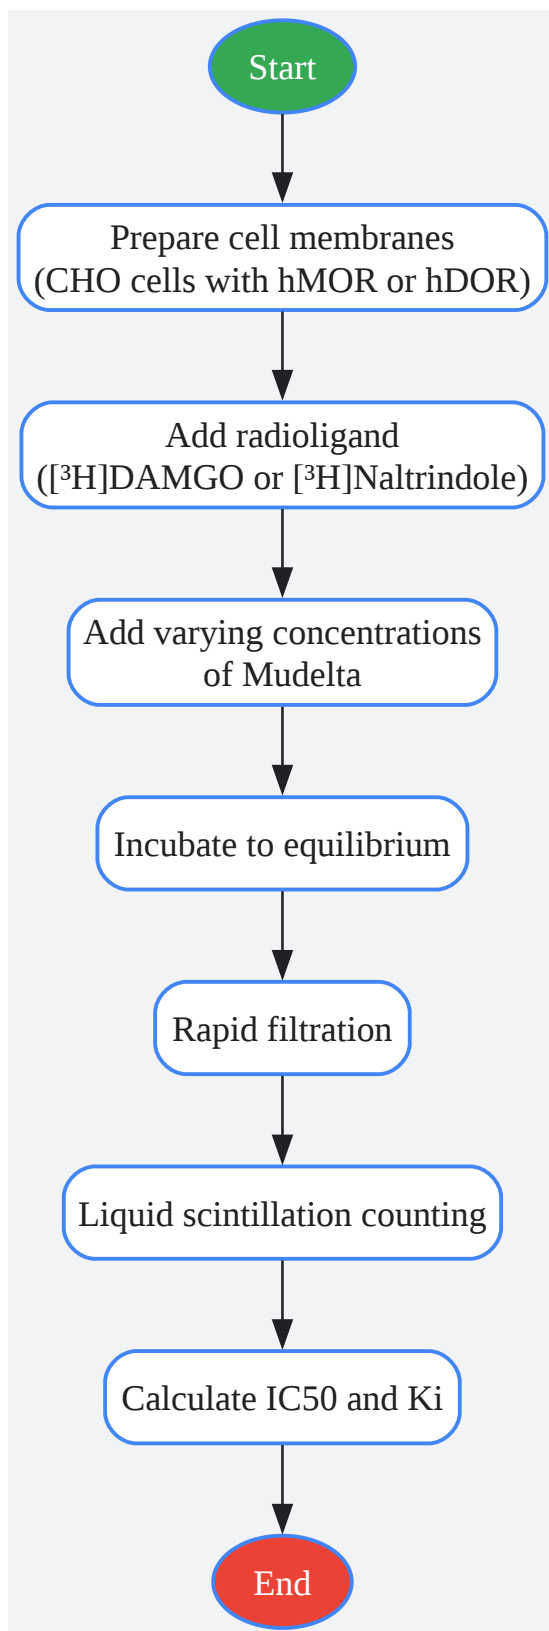 Start
Prepare cell membranes
(CHO cells with hMOR or hDOR)
Add radioligand
([³H]DAMGO or [³H]Naltrindole)
Add varying concentrations
of Mudelta
Incubate to equilibrium
Rapid filtration
Liquid scintillation counting
Calculate IC50 and Ki
End